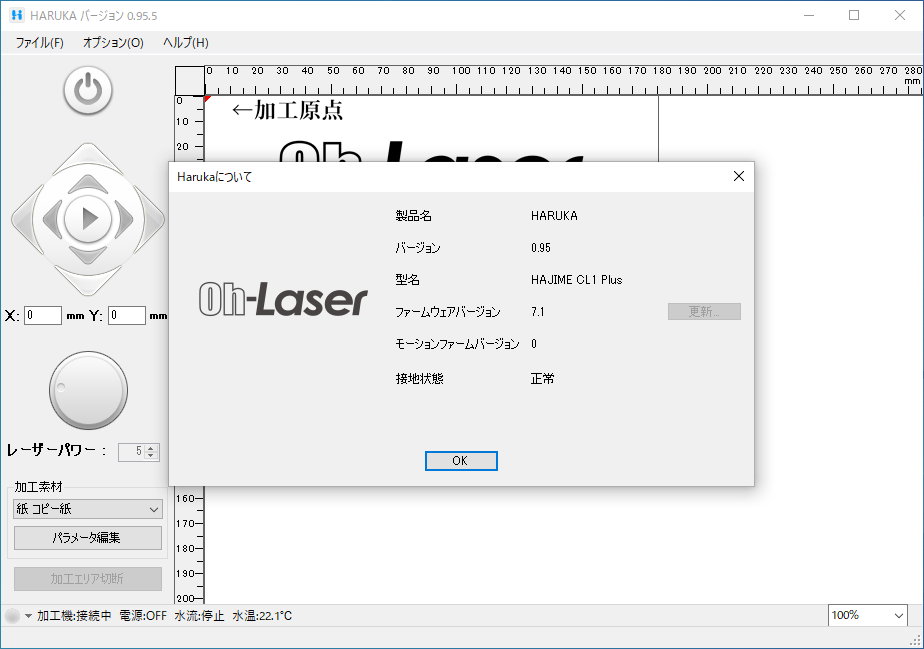 HARUKA バージョン 0.95.5
ファイル(F) オプション(O) ヘルプ(H)
0 10 20 30 40 50 60 70 80 90 100 110 120 130 140 150 160 170 180 190 200 210 220 230 240 250 260 270 280
mm
0
10
20
←加工原点
Oh-Laser
Harukaについて
Oh-Laser
製品名 HARUKA
バージョン 0.95
型名 HAJIME CL1 Plus
ファームウェアバージョン 7.1 更新...
モーションファームバージョン 0
接地状態 正常
OK
X: 0 mm Y: 0 mm
レーザーパワー： 5
加工素材
紙 コピー紙
パラメータ編集
加工エリア切断
160
170
180
190
200
加工機:接続中 電源:OFF 水流:停止 水温:22.1℃
100%